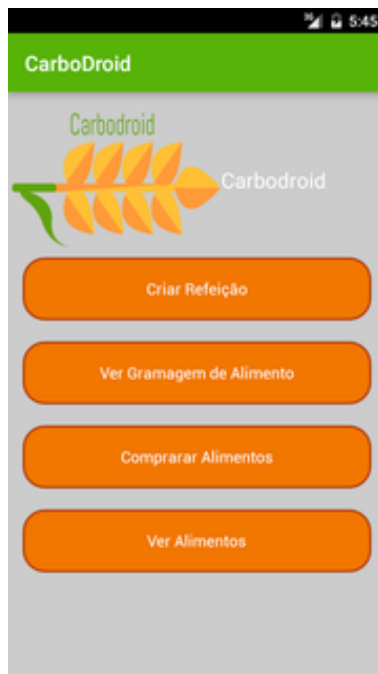 5:45
CarboDroid
Carbodroid
Carbodroid
Criar Refeição
Ver Gramagem de Alimento
Comprarar Alimentos
Ver Alimentos